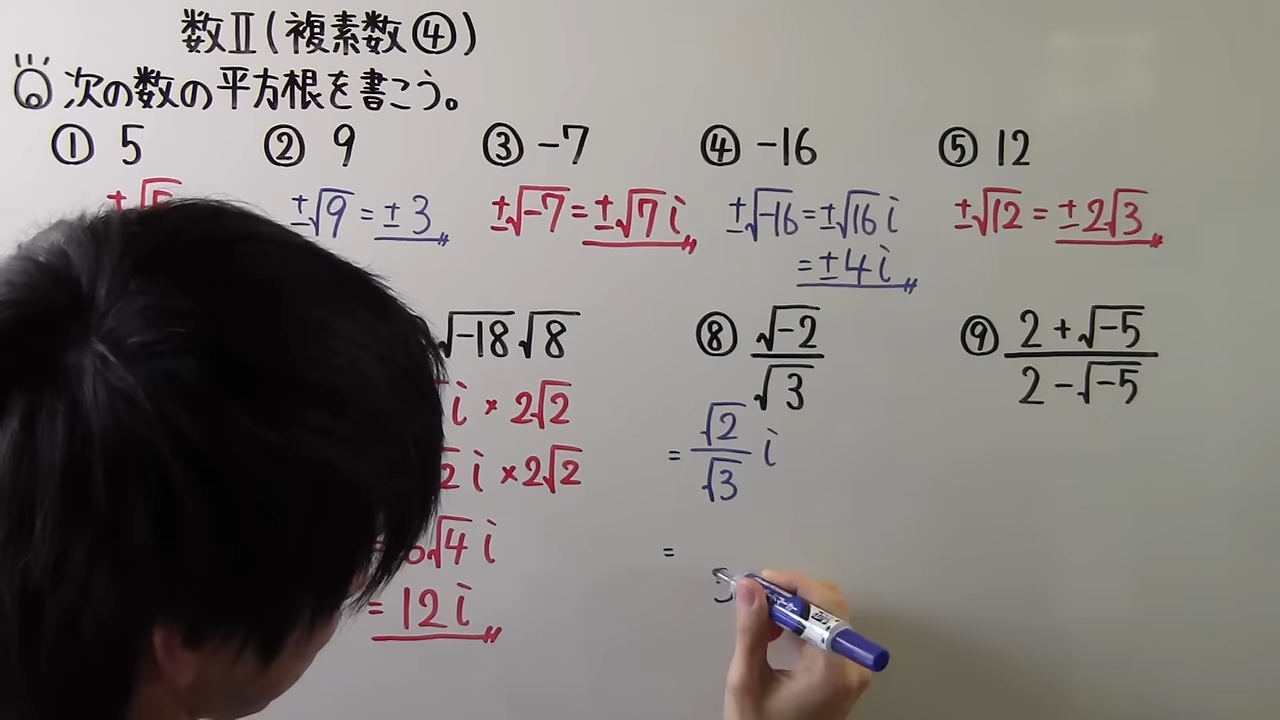 数Ⅱ(複素数④)
次の数の平方根を書こう。
① 5 ② 9 ③ -7 ④ -16 ⑤ 12
±√9 = ±3 ±√-7 = ±√7 i ±√-16 = ±√16 i ±√12 = ±2√3
= ±4i
√-18 √8 ⑧ √-2/√3 ⑨ (2+√-5)/(2-√-5)
i × 2√2 = √2/√3 i
2 i × 2√2
√4 i =
= 12 i